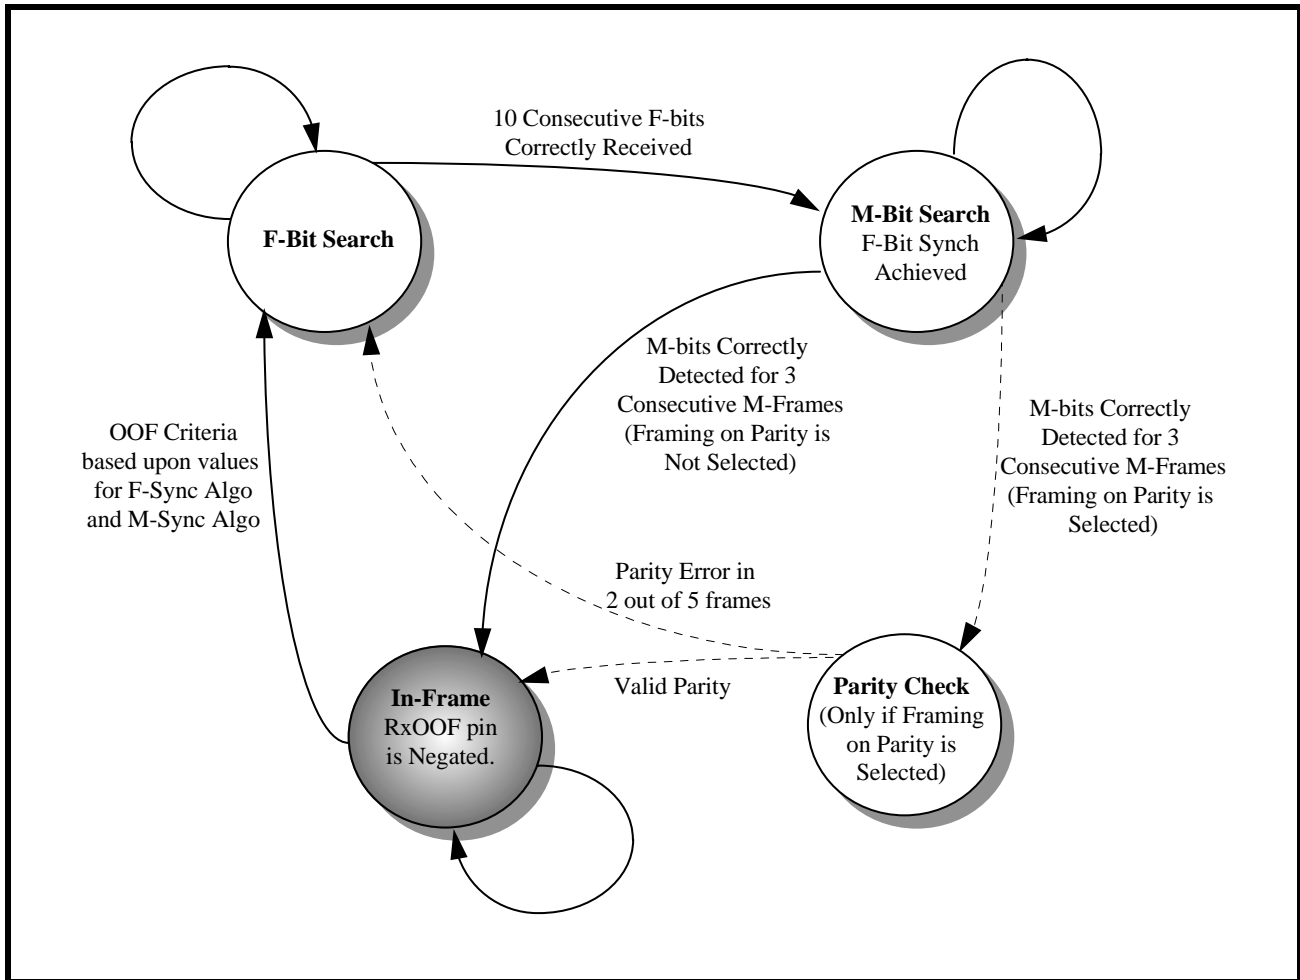 10 Consecutive F-bits
Correctly Received
F-Bit Search
M-Bit Search
F-Bit Synch
Achieved
M-bits Correctly
Detected for 3
Consecutive M-Frames
(Framing on Parity is
Not Selected)
M-bits Correctly
Detected for 3
Consecutive M-Frames
(Framing on Parity is
Selected)
OOF Criteria
based upon values
for F-Sync Algo
and M-Sync Algo
Parity Error in
2 out of 5 frames
Valid Parity
In-Frame
RxOOF pin
is Negated.
Parity Check
(Only if Framing
on Parity is
Selected)